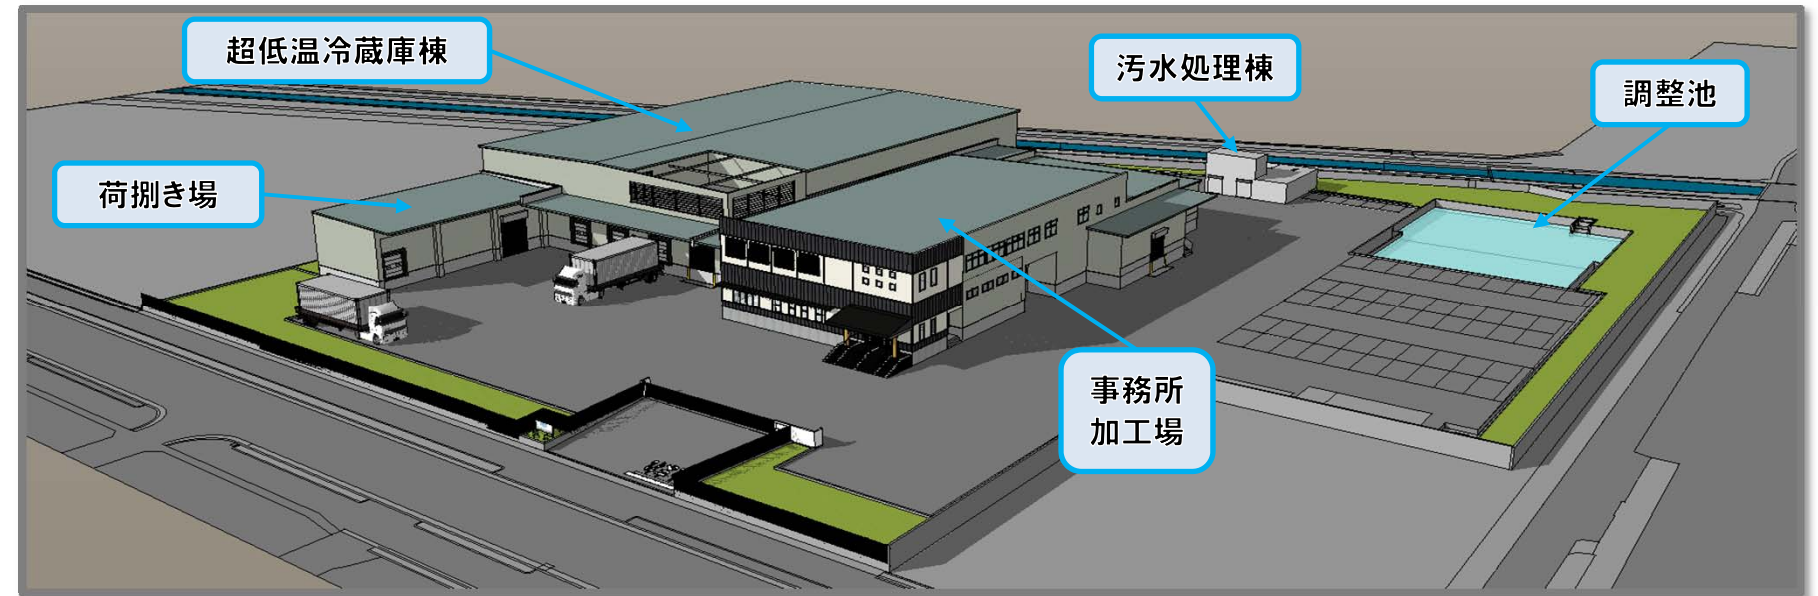 超低温冷蔵庫棟
汚水処理棟
調整池
荷捌き場
事務所
加工場